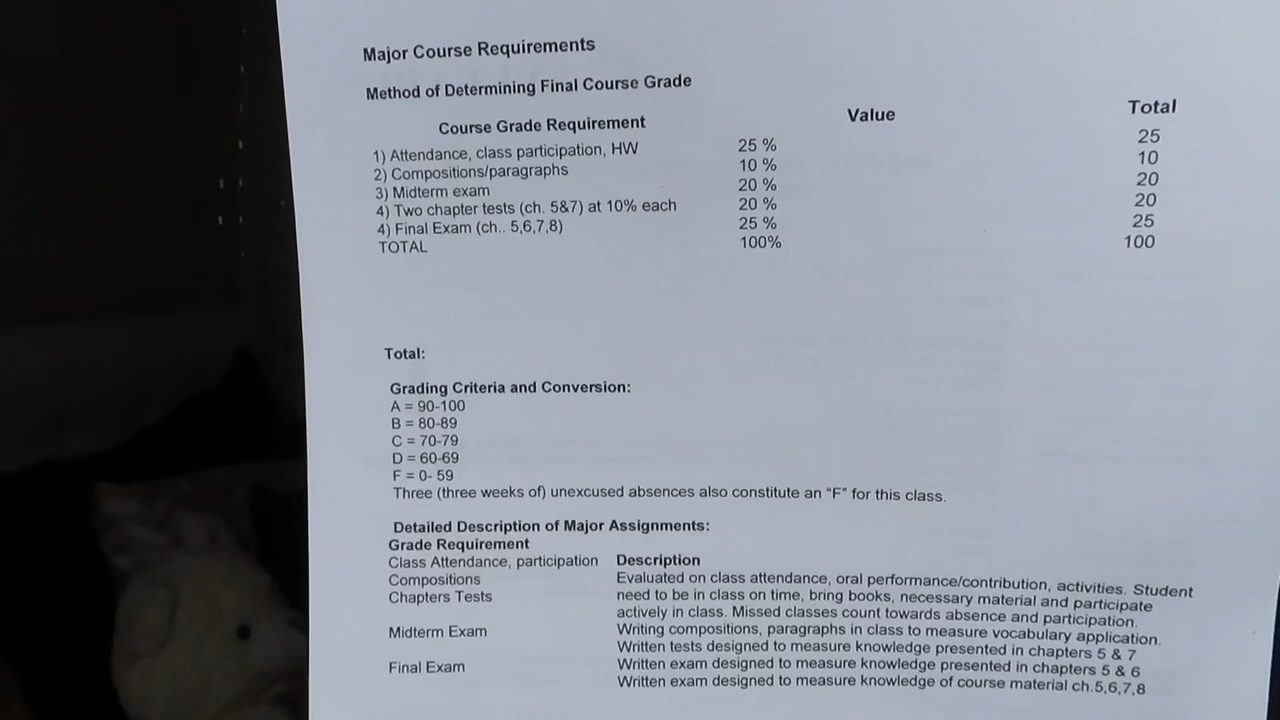 Major Course Requirements
Method of Determining Final Course Grade
Course Grade Requirement Value Total
1) Attendance, class participation, HW 25 % 25
2) Compositions/paragraphs 10 % 10
3) Midterm exam 20 % 20
4) Two chapter tests (ch. 5&7) at 10% each 20 % 20
4) Final Exam (ch.. 5,6,7,8) 25 % 25
TOTAL 100% 100
Total:
Grading Criteria and Conversion:
A = 90-100
B = 80-89
C = 70-79
D = 60-69
F = 0- 59
Three (three weeks of) unexcused absences also constitute an “F” for this class.
Detailed Description of Major Assignments:
Grade Requirement
Class Attendance, participation Description
Compositions Evaluated on class attendance, oral performance/contribution, activities. Student
Chapters Tests need to be in class on time, bring books, necessary material and participate
actively in class. Missed classes count towards absence and participation.
Midterm Exam Writing compositions, paragraphs in class to measure vocabulary application.
Written tests designed to measure knowledge presented in chapters 5 & 7
Final Exam Written exam designed to measure knowledge presented in chapters 5 & 6
Written exam designed to measure knowledge of course material ch.5,6,7,8